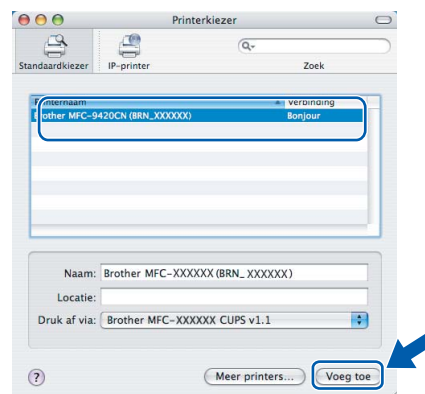 Printerkiezer
Standaardkiezer
IP-printer
Q-
Zoek
Printernaam
Verbinding
Brother MFC-9420CN (BRN_XXXXXX)
Bonjour
Naam: Brother MFC-XXXXXX (BRN_XXXXXX)
Locatie:
Druk af via: Brother MFC-XXXXXX CUPS v1.1
?
Meer printers...
Voeg toe